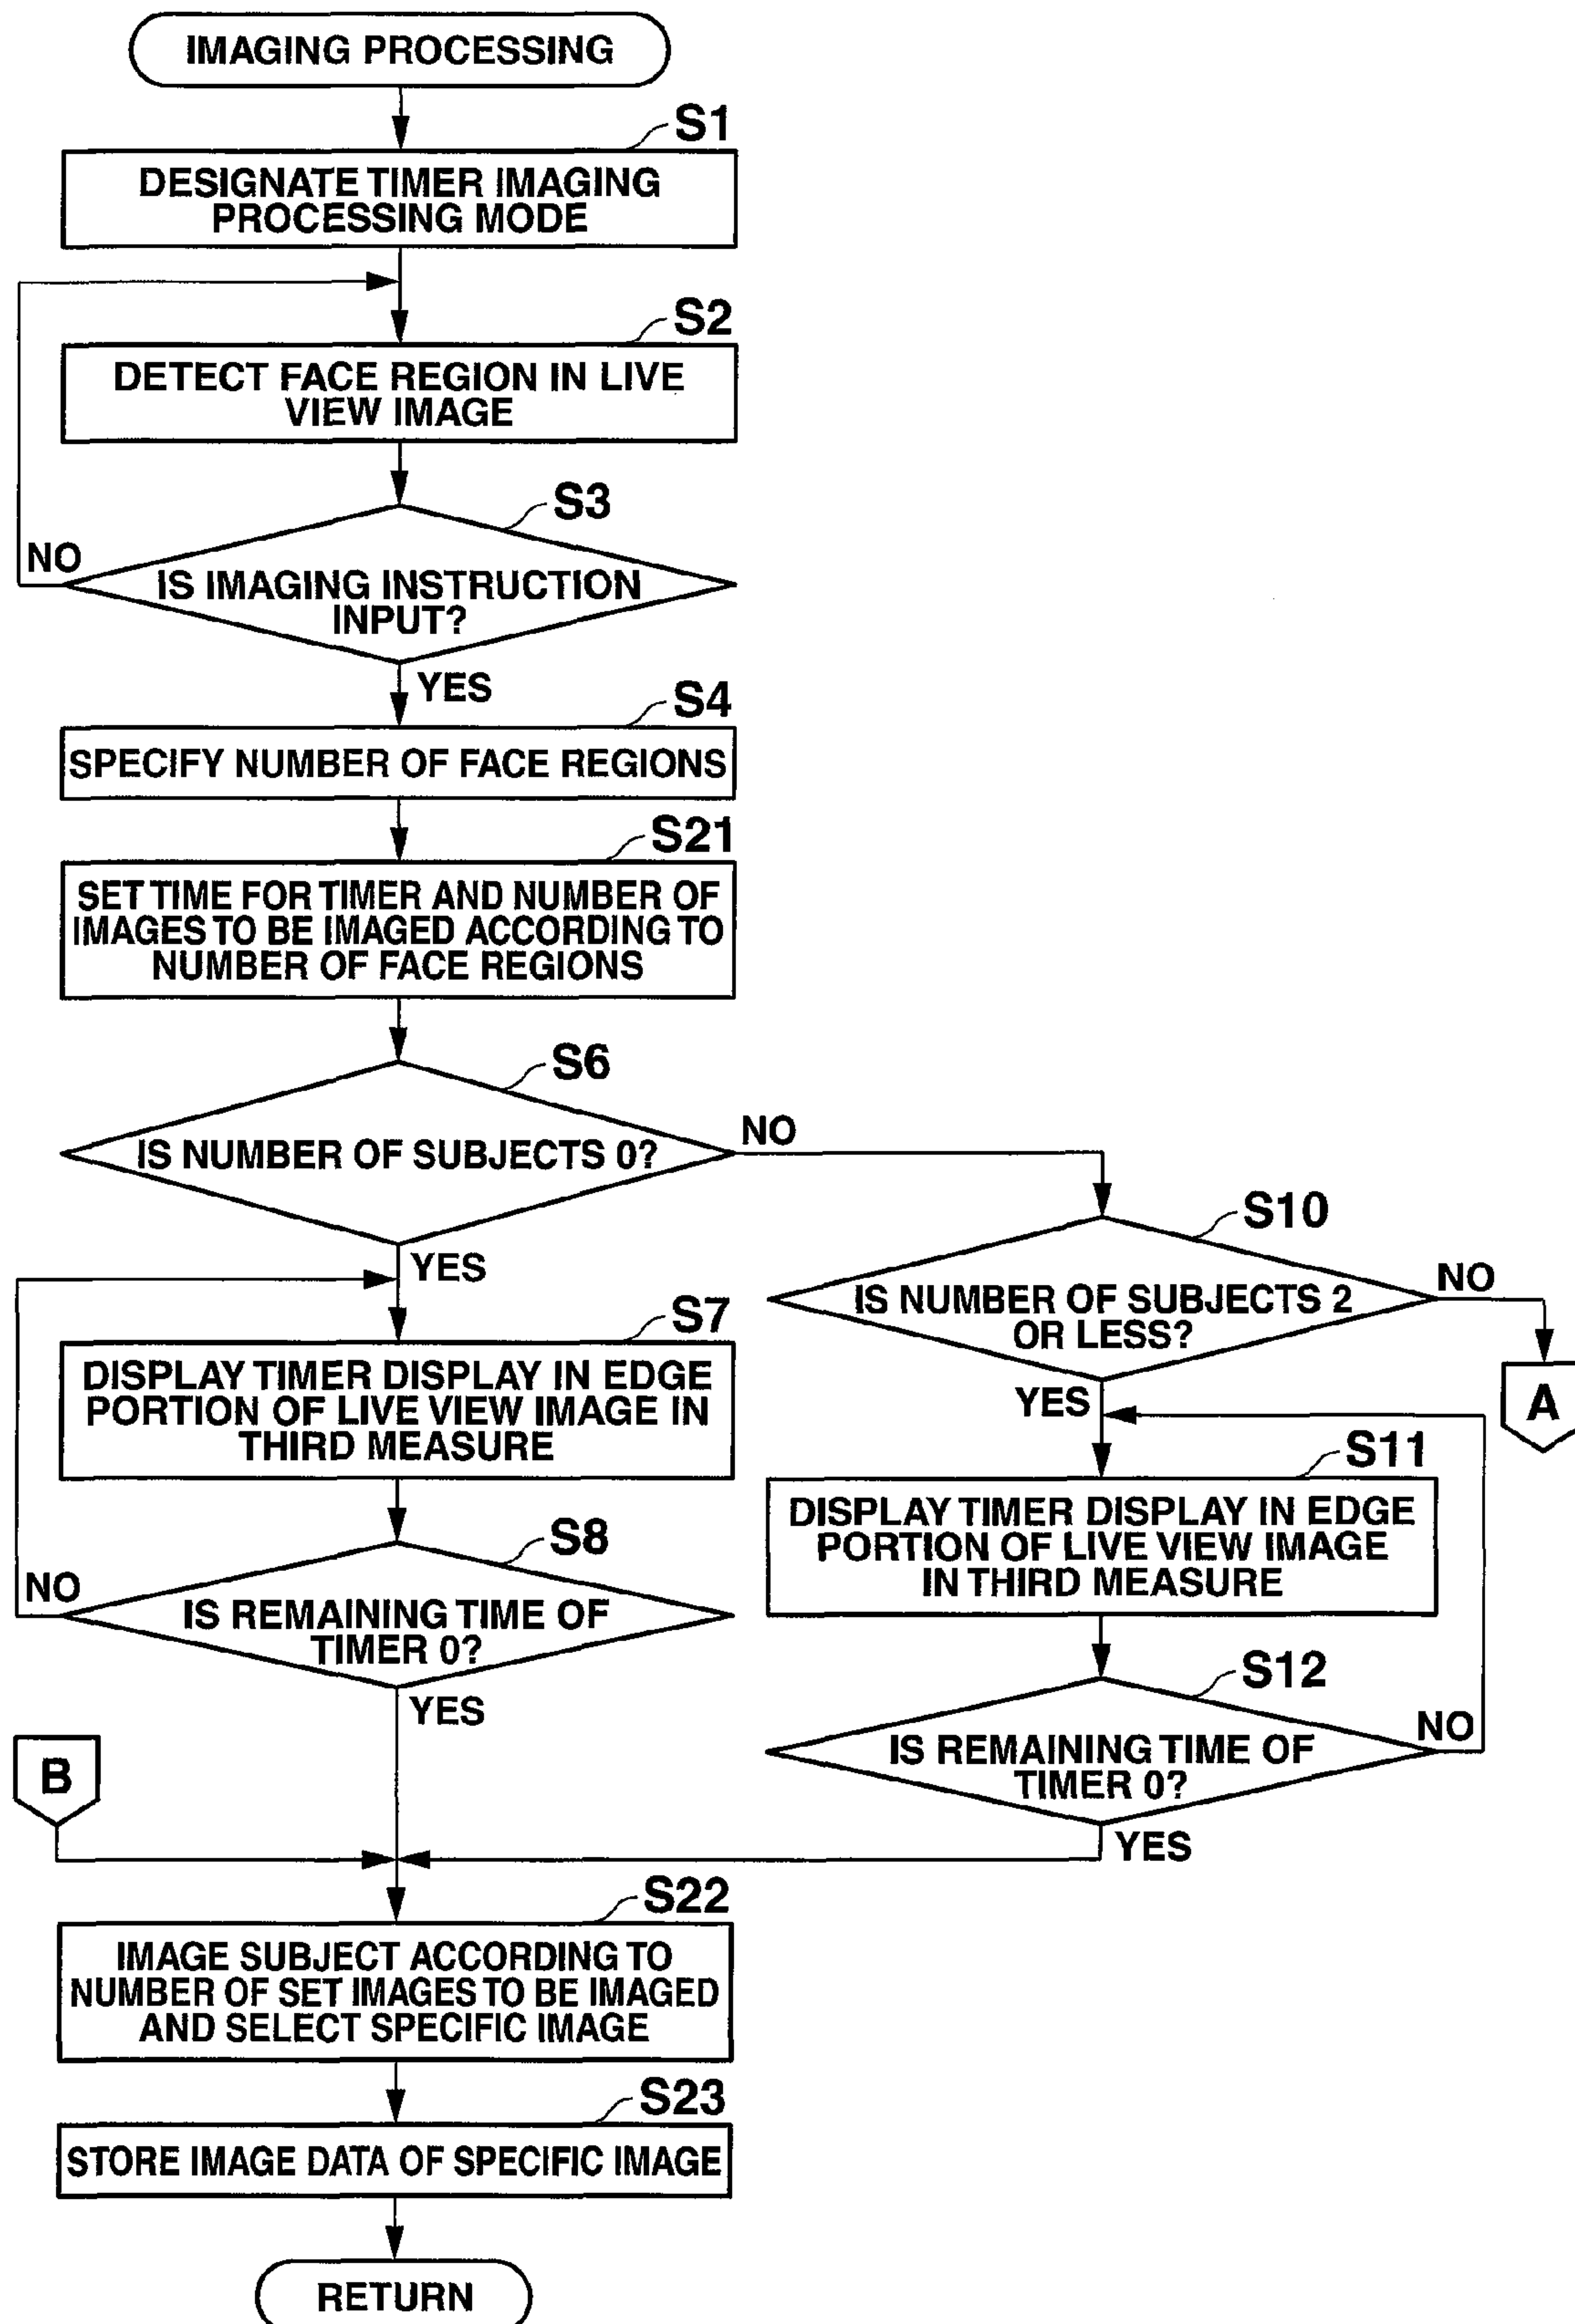 IMAGING PROCESSING
S1
DESIGNATE TIMER IMAGING
PROCESSING MODE
S2
DETECT FACE REGION IN LIVE
VIEW IMAGE
S3
NO
IS IMAGING INSTRUCTION
INPUT?
YES
S4
SPECIFY NUMBER OF FACE REGIONS
S21
SET TIME FOR TIMER AND NUMBER OF
IMAGES TO BE IMAGED ACCORDING TO
NUMBER OF FACE REGIONS
S6
IS NUMBER OF SUBJECTS 0?
NO
YES
S10
IS NUMBER OF SUBJECTS 2
OR LESS?
NO
A
YES
S7
DISPLAY TIMER DISPLAY IN EDGE
PORTION OF LIVE VIEW IMAGE IN
THIRD MEASURE
S11
DISPLAY TIMER DISPLAY IN EDGE
PORTION OF LIVE VIEW IMAGE
IN THIRD MEASURE
S8
NO
IS REMAINING TIME OF
TIMER 0?
YES
S12
NO
IS REMAINING TIME OF
TIMER 0?
YES
B
S22
IMAGE SUBJECT ACCORDING TO
NUMBER OF SET IMAGES TO BE IMAGED
AND SELECT SPECIFIC IMAGE
S23
STORE IMAGE DATA OF SPECIFIC IMAGE
RETURN